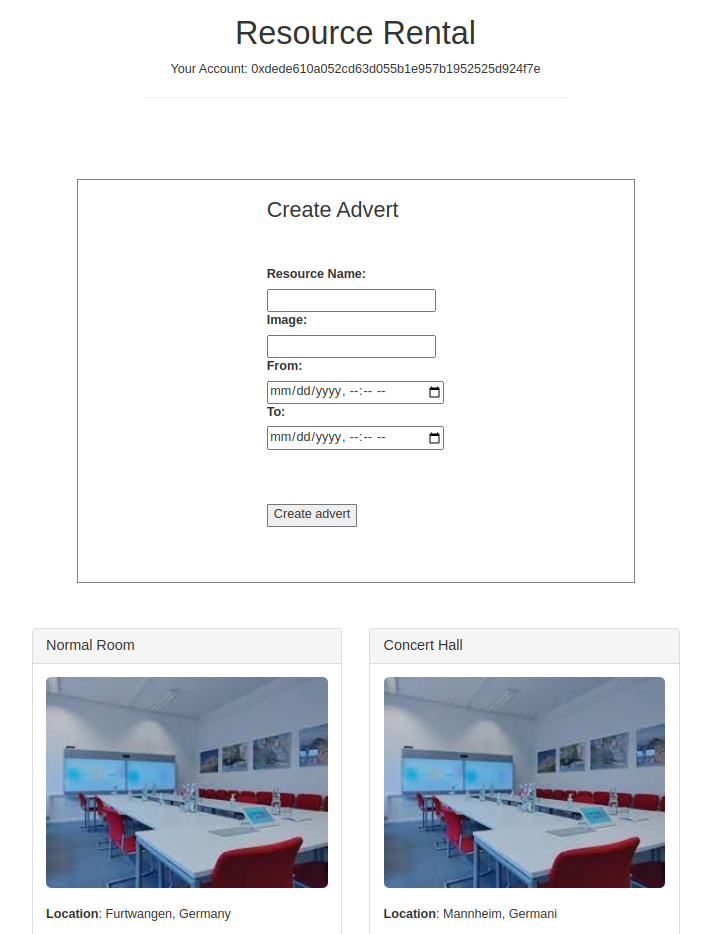 Resource Rental
Your Account: 0xdede610a052cd63d055b1e957b1952525d924f7e
Create Advert
Resource Name:
Image:
From:
mm/dd/yyyy, --:-- --
To:
mm/dd/yyyy, --:-- --
Create advert
Normal Room
Concert Hall
Location: Furtwangen, Germany
Location: Mannheim, Germani